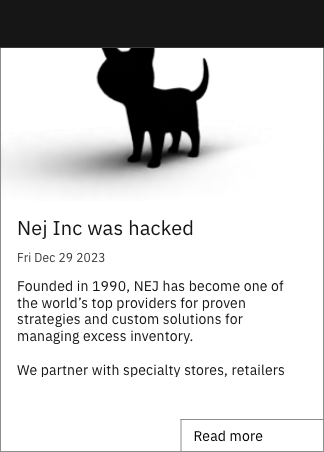 Nej Inc was hacked
Fri Dec 29 2023
Founded in 1990, NEJ has become one of
the world’s top providers for proven
strategies and custom solutions for
managing excess inventory.
We partner with specialty stores, retailers
Read more